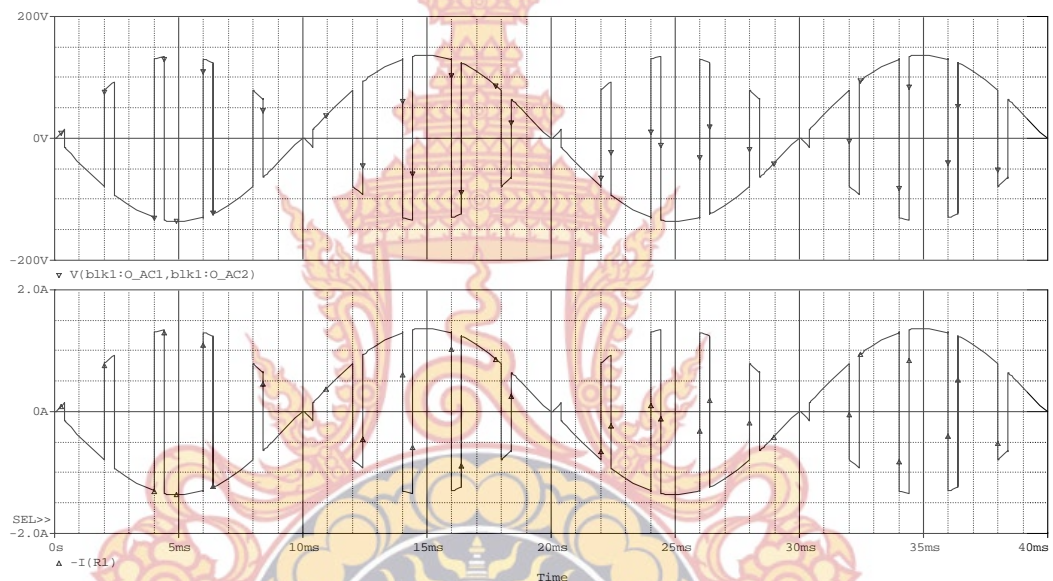 200V
0V
-200V
▿ V(blk1:O_AC1,blk1:O_AC2)
2.0A
0A
SEL>>
-2.0A
0s 5ms 10ms 15ms 20ms 25ms 30ms 35ms 40ms
▵ -I(R1)
Time